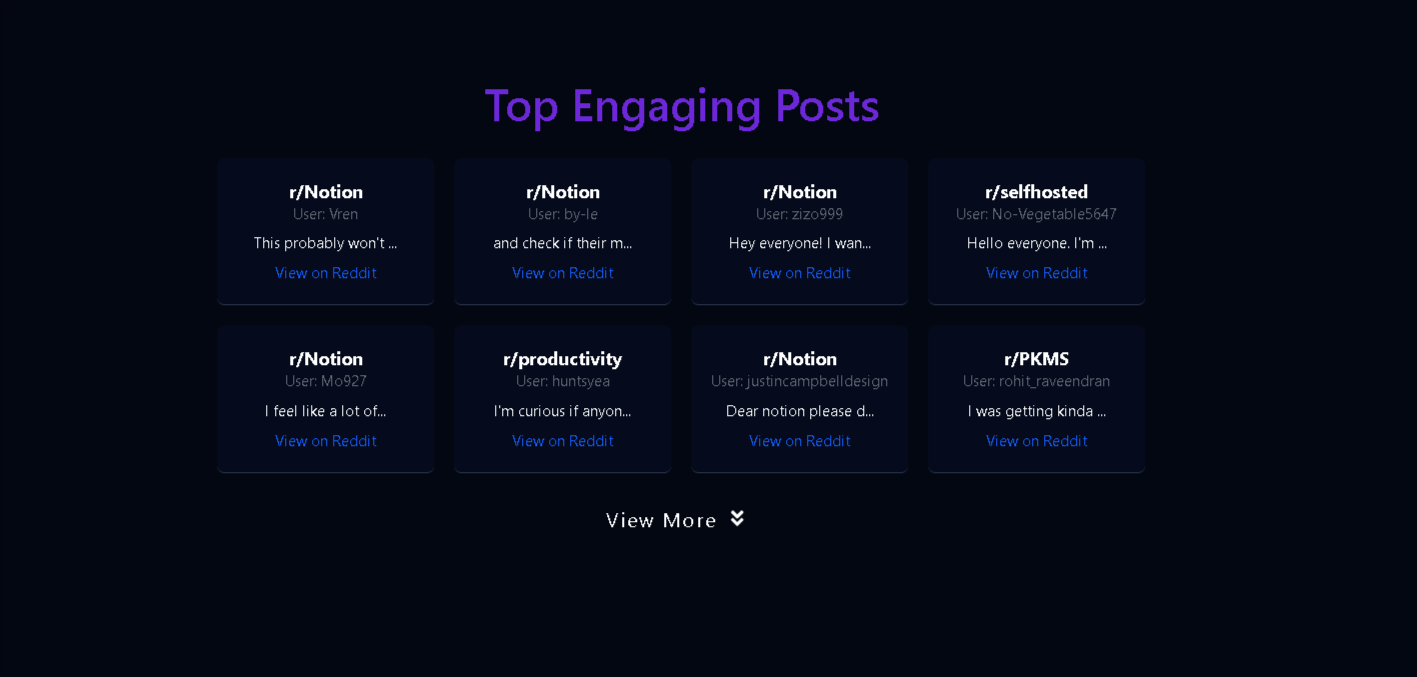 Top Engaging Posts
r/Notion
User: Vren
This probably won't ...
View on Reddit
r/Notion
User: by-le
and check if their m...
View on Reddit
r/Notion
User: zizo999
Hey everyone! I wan...
View on Reddit
r/selfhosted
User: No-Vegetable5647
Hello everyone. I'm ...
View on Reddit
r/Notion
User: Mo927
I feel like a lot of...
View on Reddit
r/productivity
User: huntsyea
I'm curious if anyon...
View on Reddit
r/Notion
User: justincampbelldesign
Dear notion please d...
View on Reddit
r/PKMS
User: rohit_raveendran
I was getting kinda ...
View on Reddit
View More